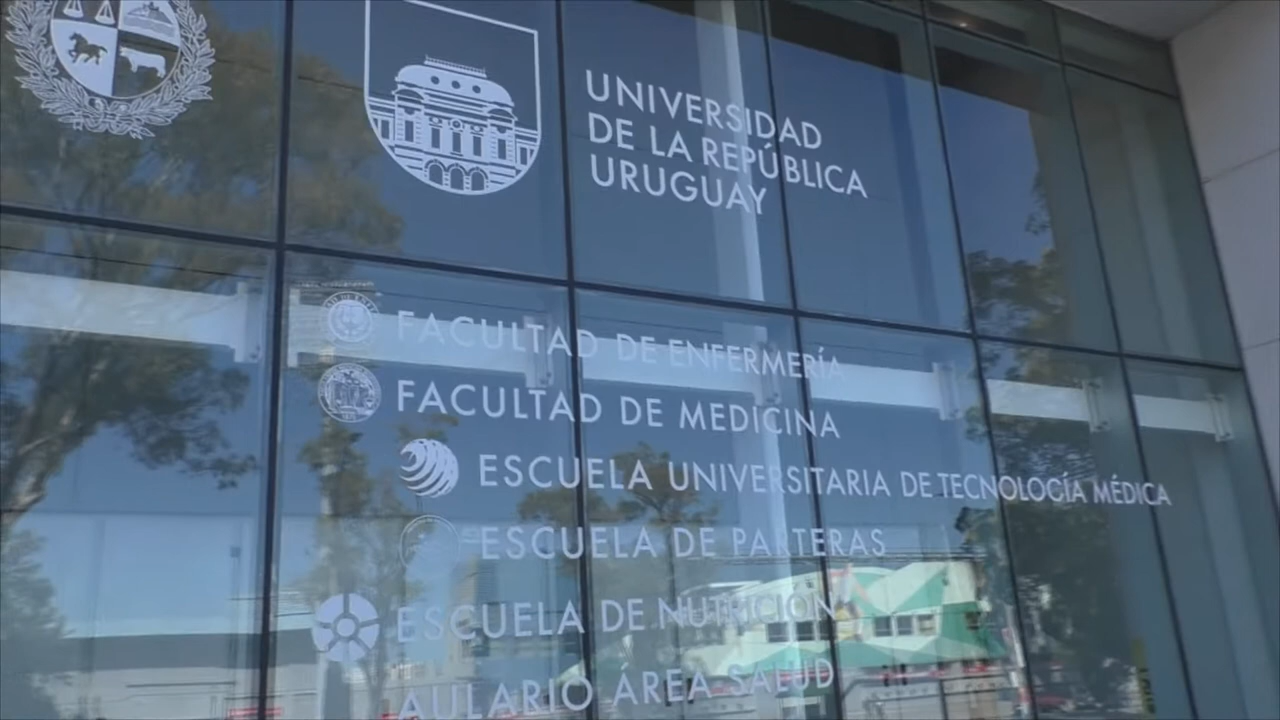 UNIVERSIDAD
DE LA REPÚBLICA
URUGUAY
FACULTAD DE ENFERMERÍA
FACULTAD DE MEDICINA
ESCUELA UNIVERSITARIA DE TECNOLOGÍA MÉDICA
ESCUELA DE PARTERAS
ESCUELA DE NUTRICIÓN
AULARIO ÁREA SALUD